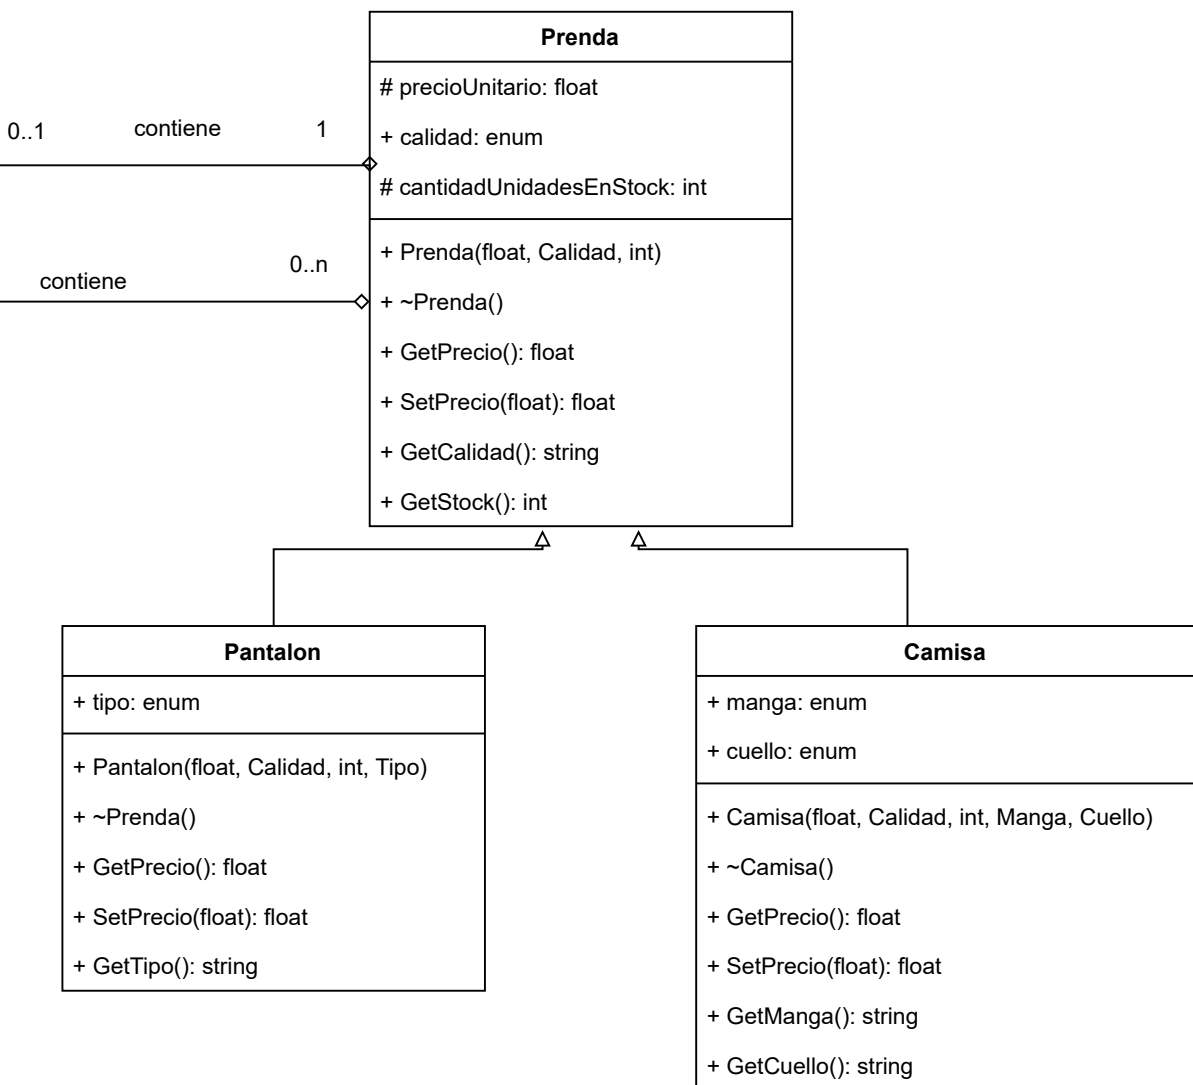 Prenda
# precioUnitario: float
+ calidad: enum
# cantidadUnidadesEnStock: int
0..1
contiene
1
+ Prenda(float, Calidad, int)
+ ~Prenda()
+ GetPrecio(): float
+ SetPrecio(float): float
+ GetCalidad(): string
+ GetStock(): int
0..n
contiene
Pantalon
+ tipo: enum
+ Pantalon(float, Calidad, int, Tipo)
+ ~Prenda()
+ GetPrecio(): float
+ SetPrecio(float): float
+ GetTipo(): string
Camisa
+ manga: enum
+ cuello: enum
+ Camisa(float, Calidad, int, Manga, Cuello)
+ ~Camisa()
+ GetPrecio(): float
+ SetPrecio(float): float
+ GetManga(): string
+ GetCuello(): string